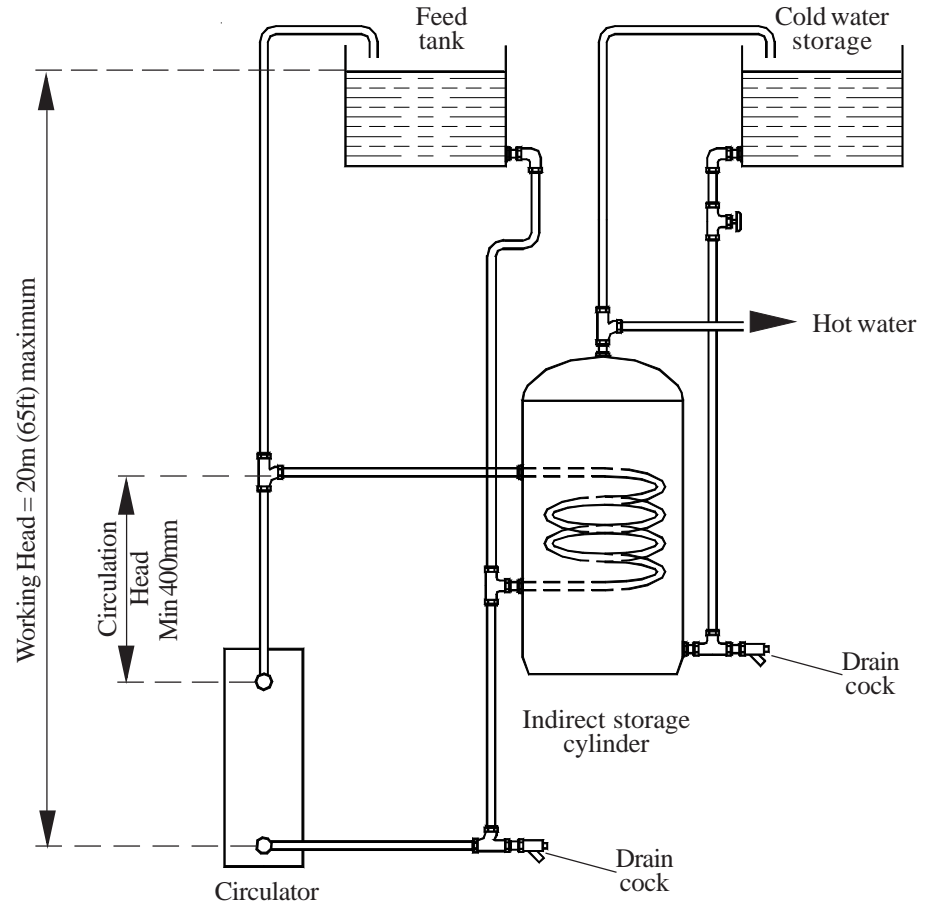 Feed
tank
Cold water
storage
Hot water
Working Head = 20m (65ft) maximum
Circulation
Head
Min 400mm
Drain
cock
Indirect storage
cylinder
Drain
cock
Circulator